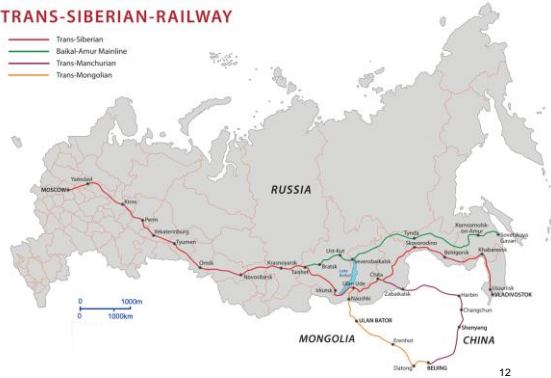 TRANS-SIBERIAN-RAILWAY
Trans-Siberian
Baikal-Amur Mainline
Trans-Manchurian
Trans-Mongolian
RUSSIA
Yaroslavl
MOSCOW
Kirov
Perm
Yekaterinburg
Tyumen
Omsk
Novosibirsk
Krasnoyarsk
Taishet
Bratsk
Ust-Kut
Severobaikalsk
Lake
Baikal
Irkutsk
Ulan Ude
Naushki
Chita
Zabaikalsk
Tynda
Skovorodino
Komsomolsk-
on-Amur
Sovetskaya
Gavan
Belogorsk
Khabarovsk
Ussurisk
VLADIVOSTOK
Harbin
Changchun
Shenyang
ULAN BATOR
MONGOLIA
Erenhot
CHINA
Datong
BEIJING
0 1000m
0 1000km
12